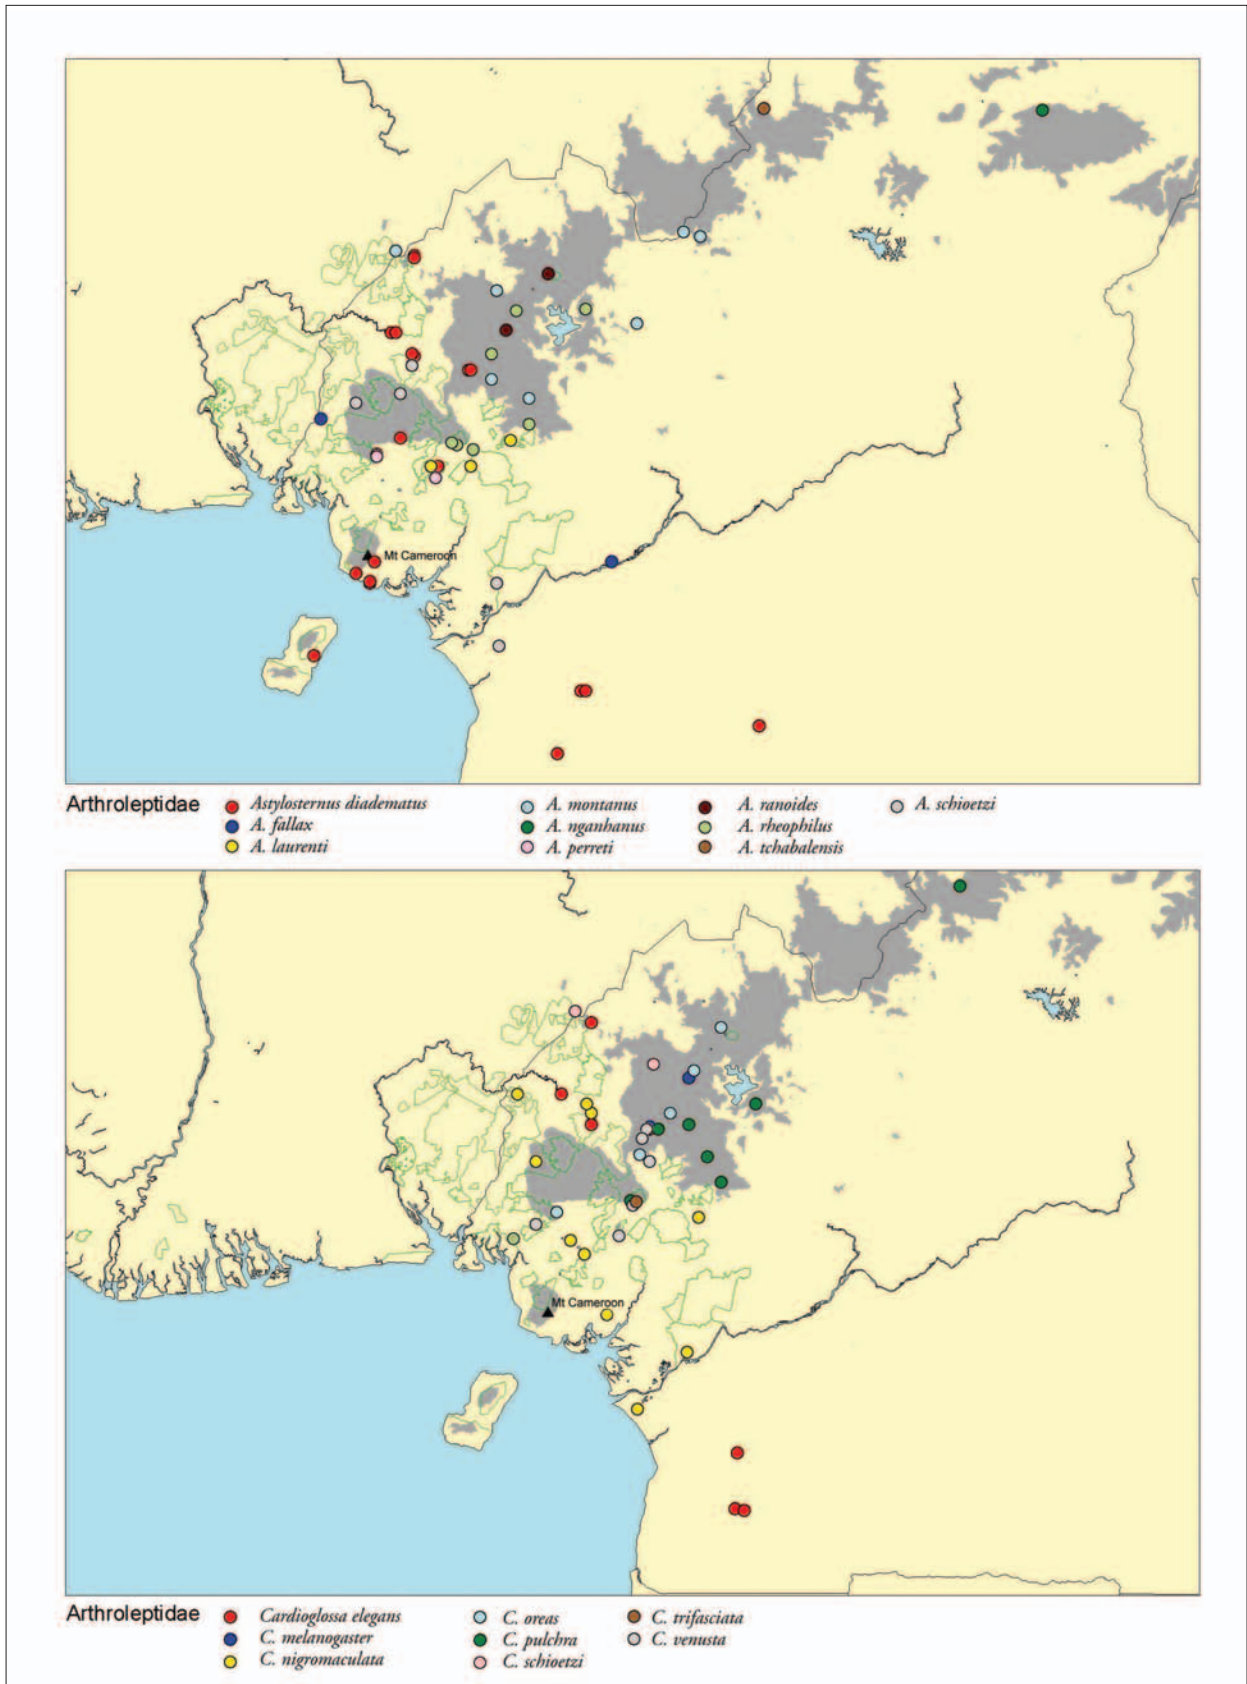 Mt Cameroon
Arthroleptidae
Astylosternus diadematus
A. fallax
A. laurenti
A. montanus
A. nganhanus
A. perreti
A. ranoides
A. rheophilus
A. tchabalensis
A. schioetzi
Mt Cameroon
Arthroleptidae
Cardioglossa elegans
C. melanogaster
C. nigromaculata
C. oreas
C. pulchra
C. schioetzi
C. trifasciata
C. venusta